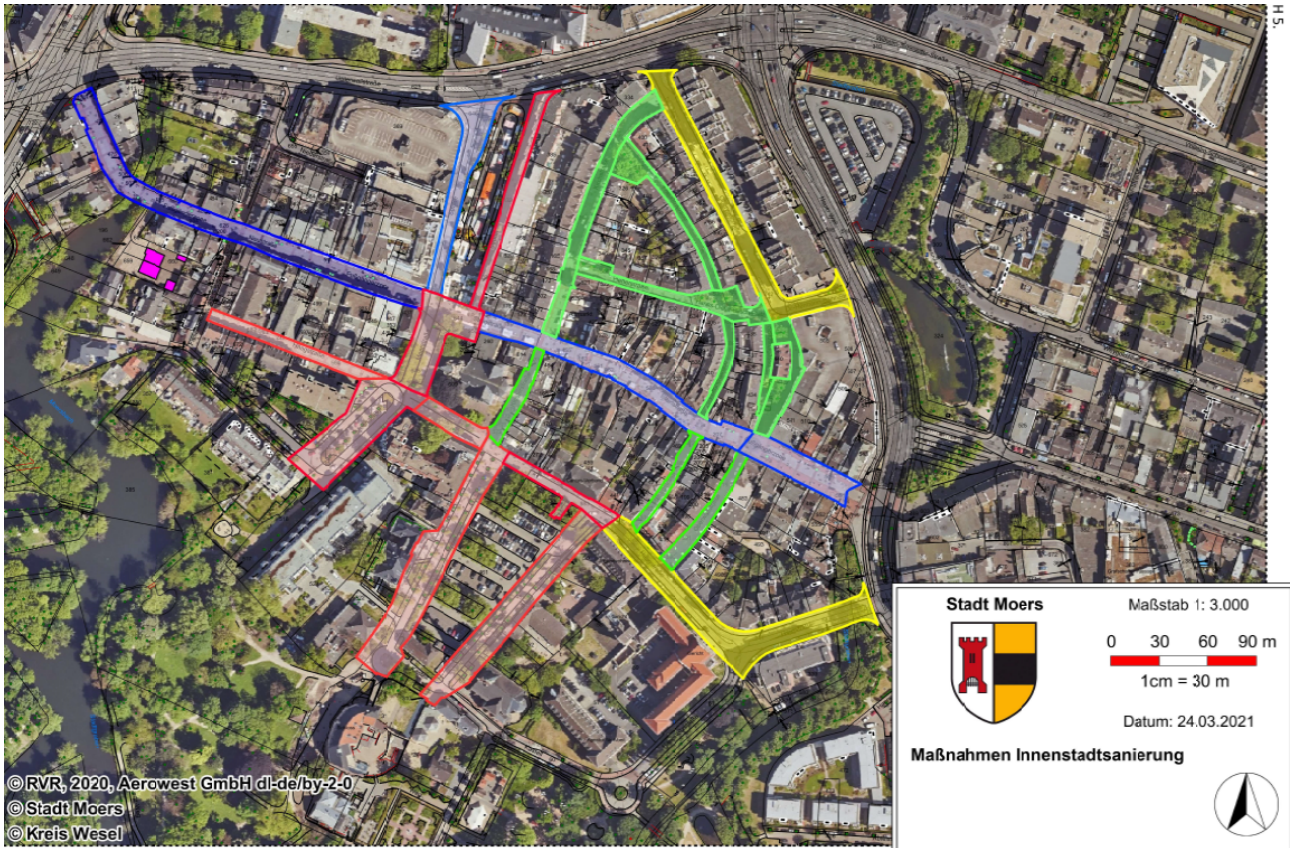 H 5.
Stadt Moers
Maßstab 1: 3.000
0 30 60 90 m
1cm = 30 m
Datum: 24.03.2021
Maßnahmen Innenstadtsanierung
© RVR, 2020, Aerowest GmbH dl-de/by-2-0
© Stadt Moers
© Kreis Wesel